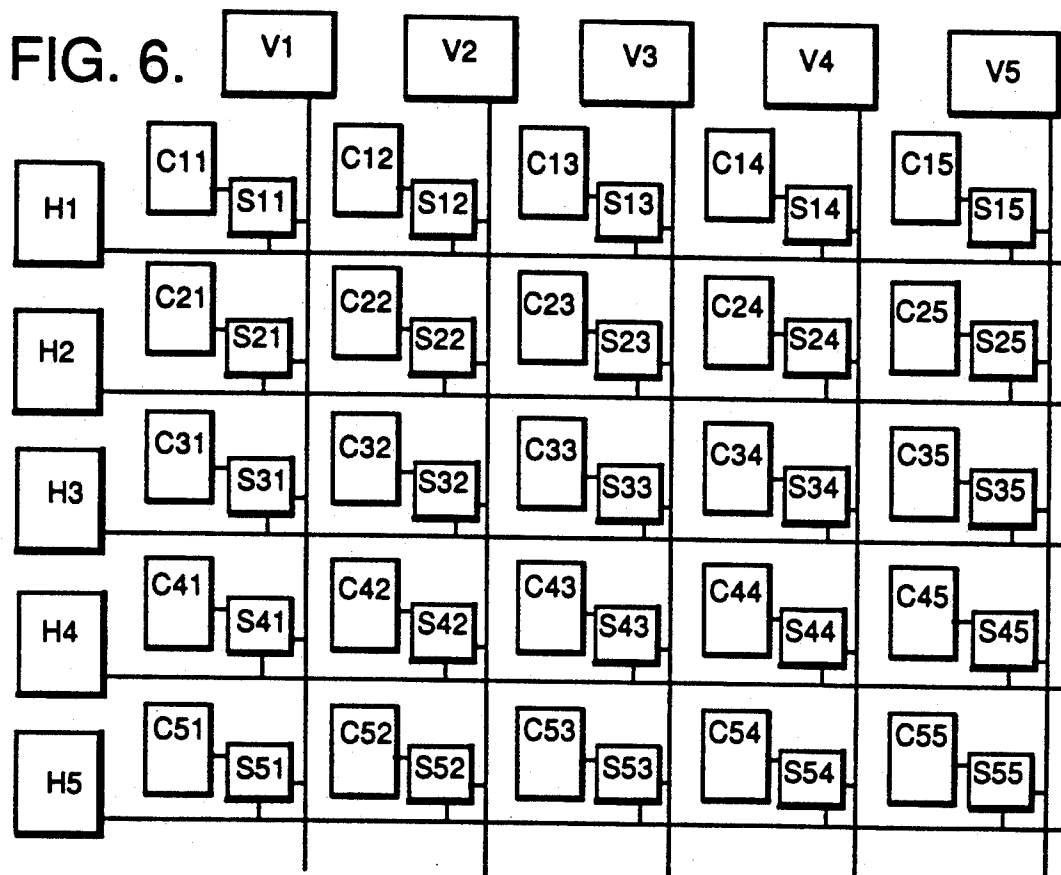 FIG. 6.
V1 V2 V3 V4 V5
C11 C12 C13 C14 C15
H1 S11 S12 S13 S14 S15
C21 C22 C23 C24 C25
H2 S21 S22 S23 S24 S25
C31 C32 C33 C34 C35
H3 S31 S32 S33 S34 S35
C41 C42 C43 C44 C45
H4 S41 S42 S43 S44 S45
C51 C52 C53 C54 C55
H5 S51 S52 S53 S54 S55